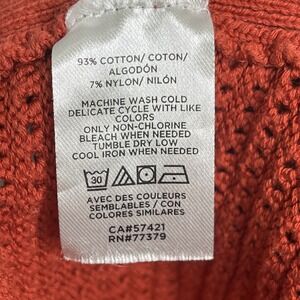 93% COTTON/ COTON/
ALGODÓN
7% NYLON/ NILÓN
MACHINE WASH COLD
DELICATE CYCLE WITH LIKE
COLORS
ONLY NON-CHLORINE
BLEACH WHEN NEEDED
TUMBLE DRY LOW
COOL IRON WHEN NEEDED
30
AVEC DES COULEURS
SEMBLABLES / CON
COLORES SIMILARES
CA#57421
RN#77379